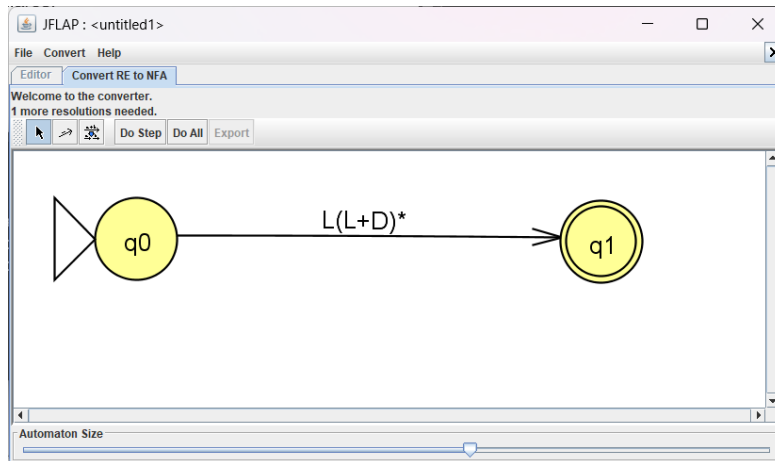 JFLAP : <untitled1>
File Convert Help
Editor Convert RE to NFA
Welcome to the converter.
1 more resolutions needed.
Do Step Do All Export
L(L+D)*
q0
q1
Automaton Size